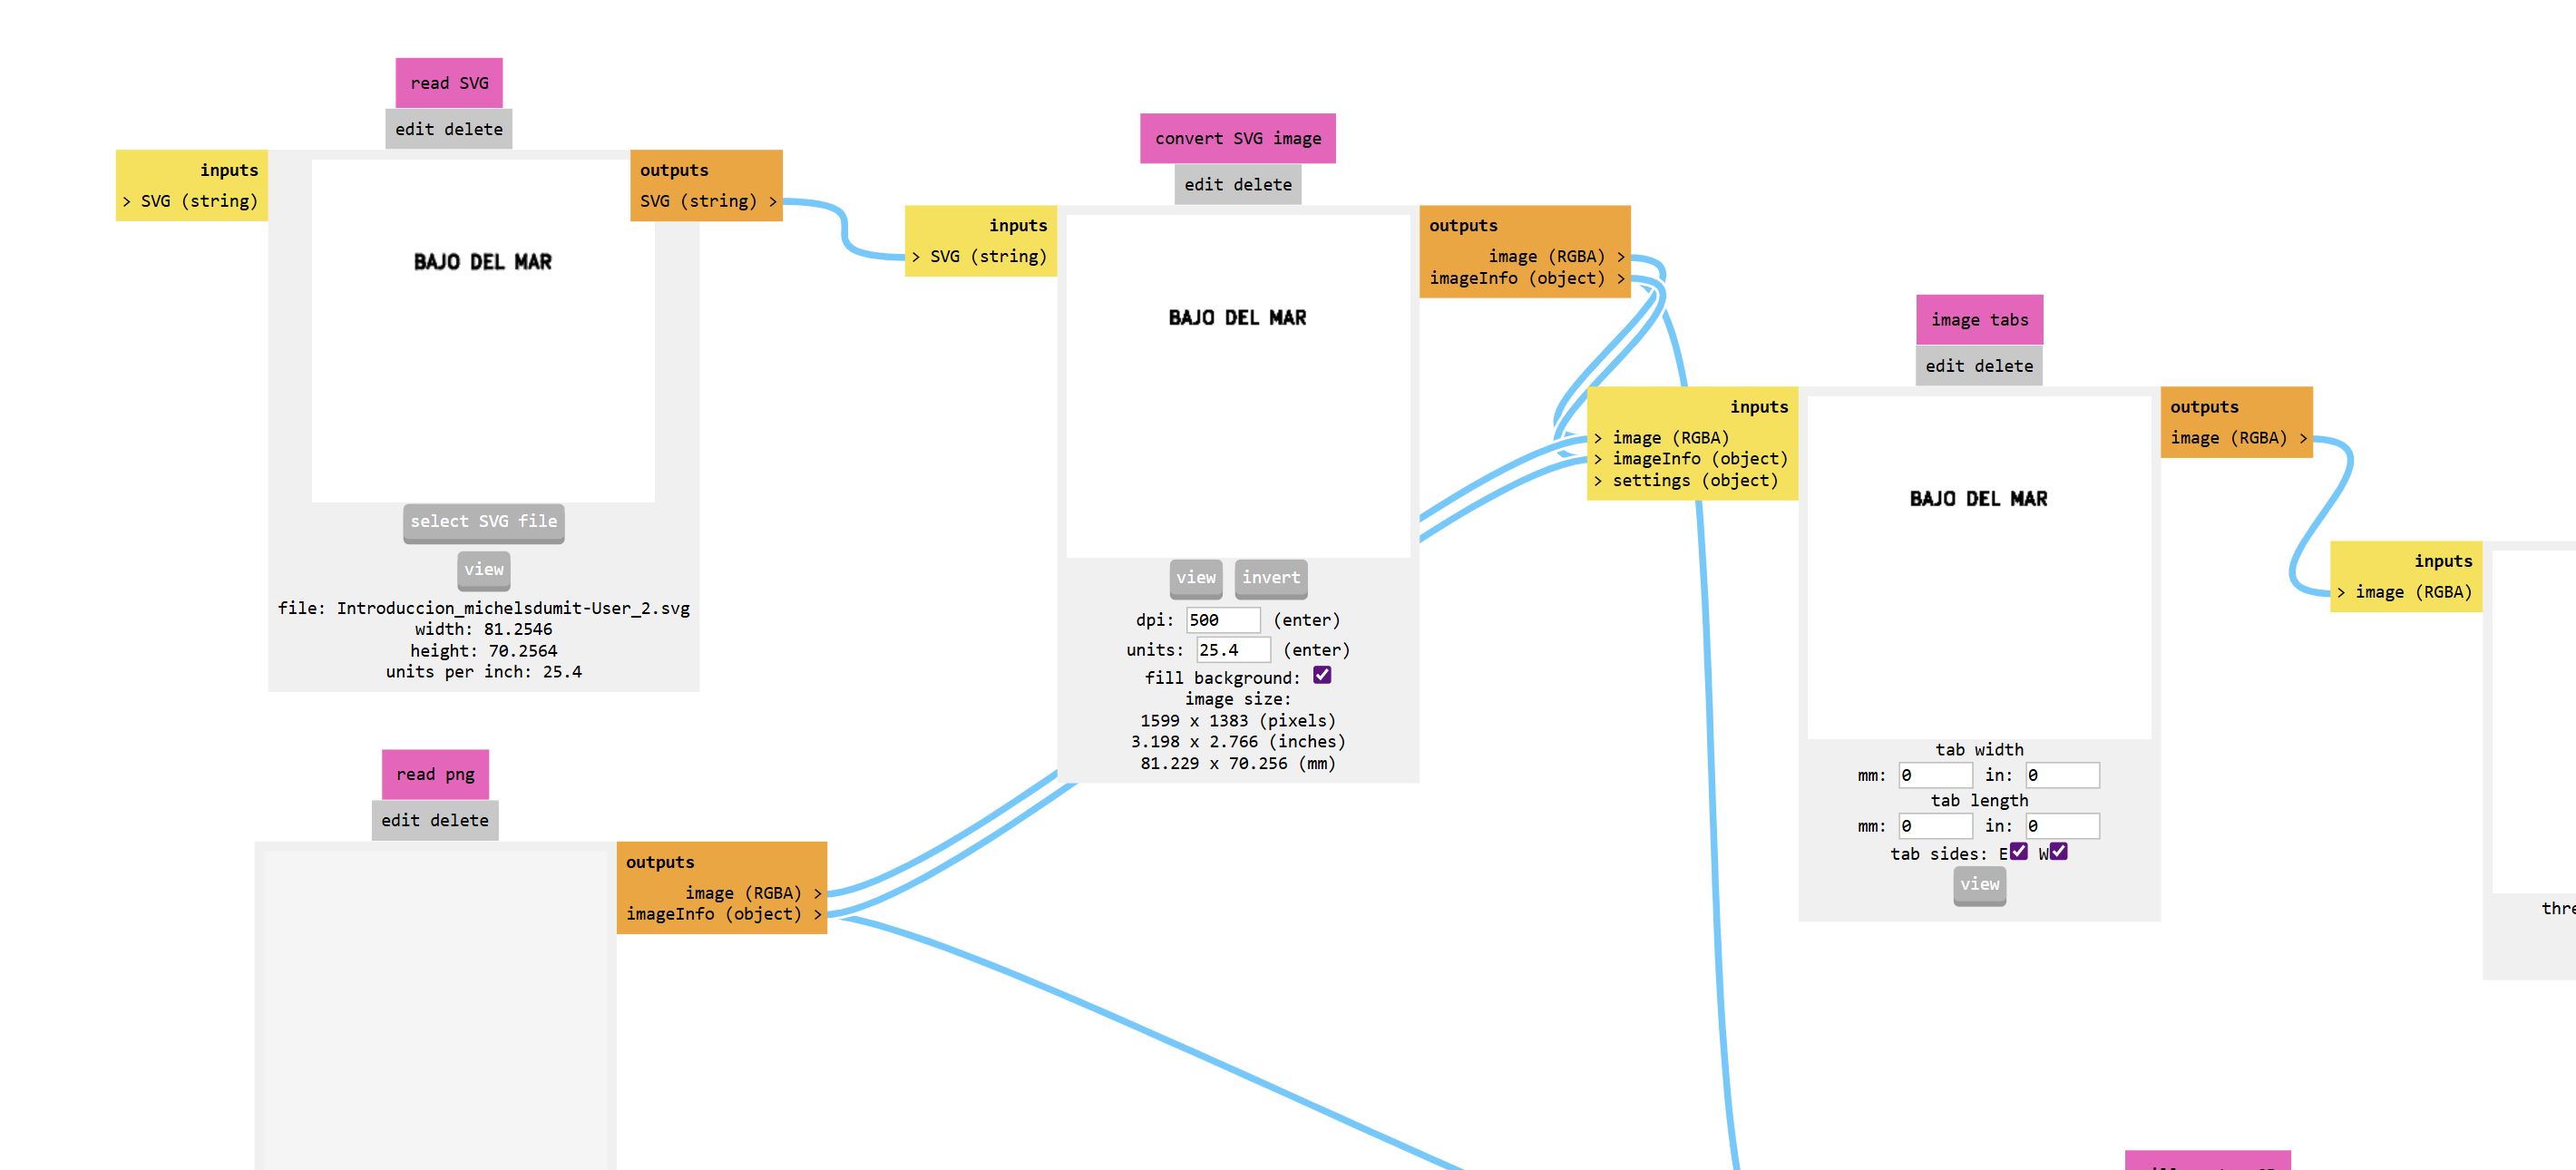 read SVG
edit delete
inputs
> SVG (string)
outputs
SVG (string) >
BAJO DEL MAR
select SVG file
view
file: Introduccion_michelsdumit-User_2.svg
width: 81.2546
height: 70.2564
units per inch: 25.4
convert SVG image
edit delete
inputs
> SVG (string)
outputs
image (RGBA) >
imageInfo (object) >
BAJO DEL MAR
view invert
dpi: 500 (enter)
units: 25.4 (enter)
fill background:
image size:
1599 x 1383 (pixels)
3.198 x 2.766 (inches)
81.229 x 70.256 (mm)
image tabs
edit delete
inputs
> image (RGBA)
> imageInfo (object)
> settings (object)
outputs
image (RGBA) >
BAJO DEL MAR
tab width
mm: 0 in: 0
tab length
mm: 0 in: 0
tab sides: E W
view
inputs
> image (RGBA)
read png
edit delete
outputs
image (RGBA) >
imageInfo (object) >